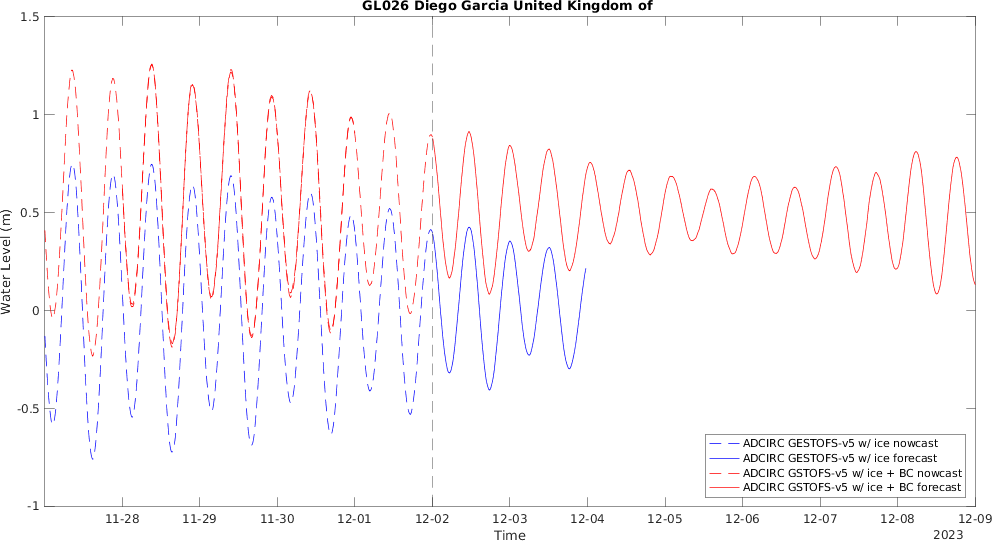 GL026 Diego Garcia United Kingdom of
1.5
1
0.5
0
-0.5
-1
Water Level (m)
11-28 11-29 11-30 12-01 12-02 12-03 12-04 12-05 12-06 12-07 12-08 12-09
Time
2023
ADCIRC GESTOFS-v5 w/ ice nowcast
ADCIRC GESTOFS-v5 w/ ice forecast
ADCIRC GSTOFS-v5 w/ ice + BC nowcast
ADCIRC GSTOFS-v5 w/ ice + BC forecast